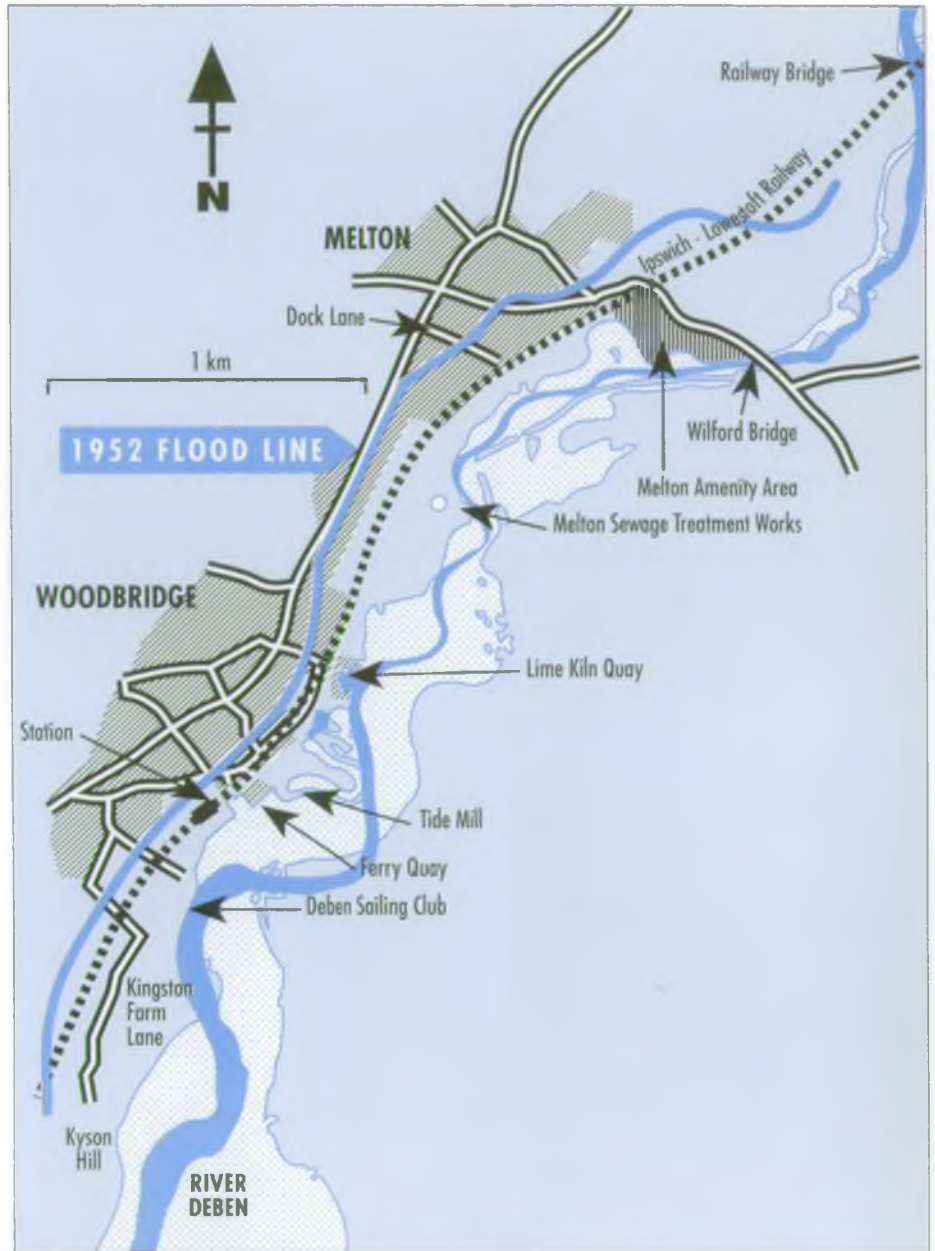 Railway Bridge
N
Ipswich - Lowestoft Railway
MELTON
Dock Lane
1 km
1952 FLOOD LINE
Wilford Bridge
Melton Amenity Area
Melton Sewage Treatment Works
WOODBRIDGE
Lime Kiln Quay
Station
Tide Mill
Ferry Quay
Deben Sailing Club
Kingston
Farm
Lane
Kyson
Hill
RIVER
DEBEN